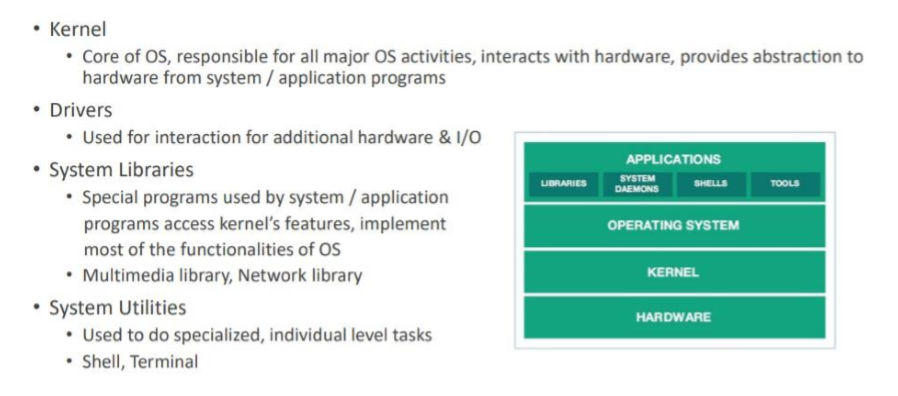 • Kernel
• Core of OS, responsible for all major OS activities, interacts with hardware, provides abstraction to
hardware from system / application programs
• Drivers
• Used for interaction for additional hardware & I/O
• System Libraries
• Special programs used by system / application
programs access kernel's features, implement
most of the functionalities of OS
• Multimedia library, Network library
• System Utilities
• Used to do specialized, individual level tasks
• Shell, Terminal
APPLICATIONS
LIBRARIES
SYSTEM
DAEMONS
SHELLS
TOOLS
OPERATING SYSTEM
KERNEL
HARDWARE